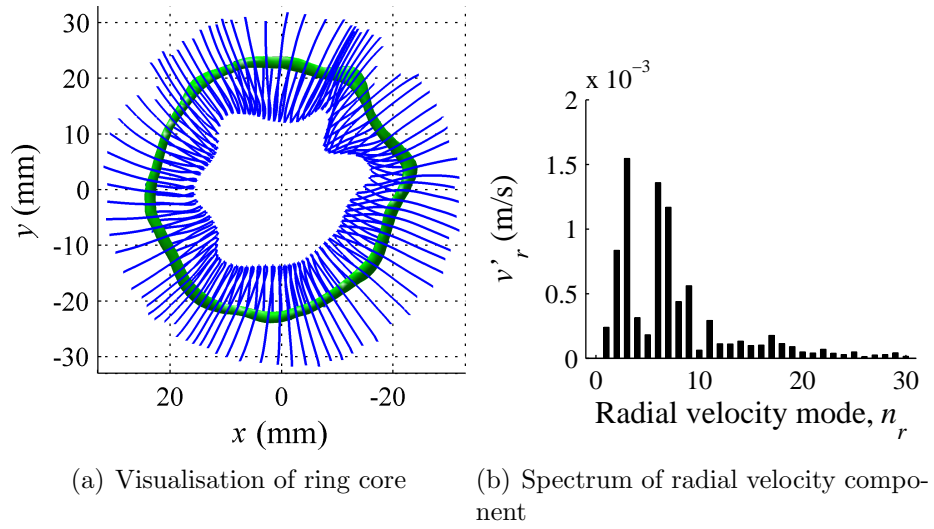 30
20
10
0
-10
-20
-30
y (mm)
20 0 -20
x (mm)
(a) Visualisation of ring core
x 10⁻³
2
1.5
1
0.5
0
v'r (m/s)
0 10 20 30
Radial velocity mode, nr
(b) Spectrum of radial velocity compo-
nent